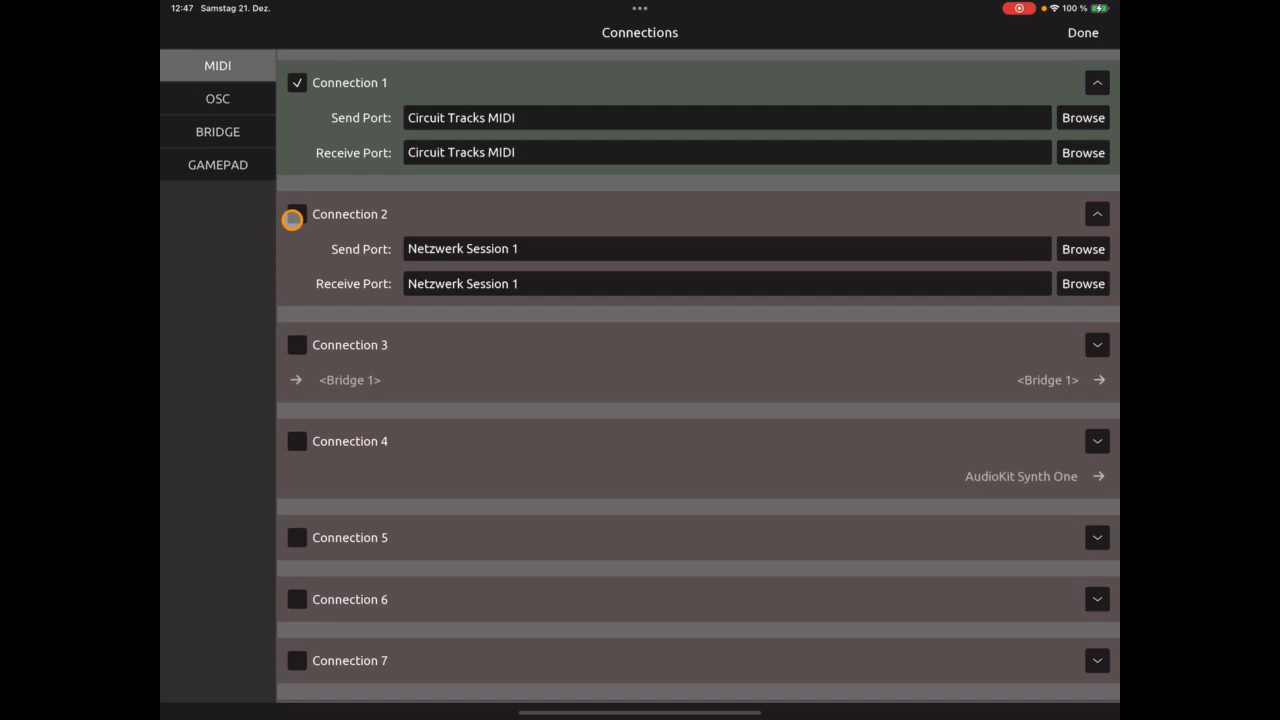 12:47 Samstag 21. Dez.
100 %
Connections
Done
MIDI
OSC
BRIDGE
GAMEPAD
Connection 1
Send Port: Circuit Tracks MIDI Browse
Receive Port: Circuit Tracks MIDI Browse
Connection 2
Send Port: Netzwerk Session 1 Browse
Receive Port: Netzwerk Session 1 Browse
Connection 3
<Bridge 1> <Bridge 1>
Connection 4
AudioKit Synth One
Connection 5
Connection 6
Connection 7